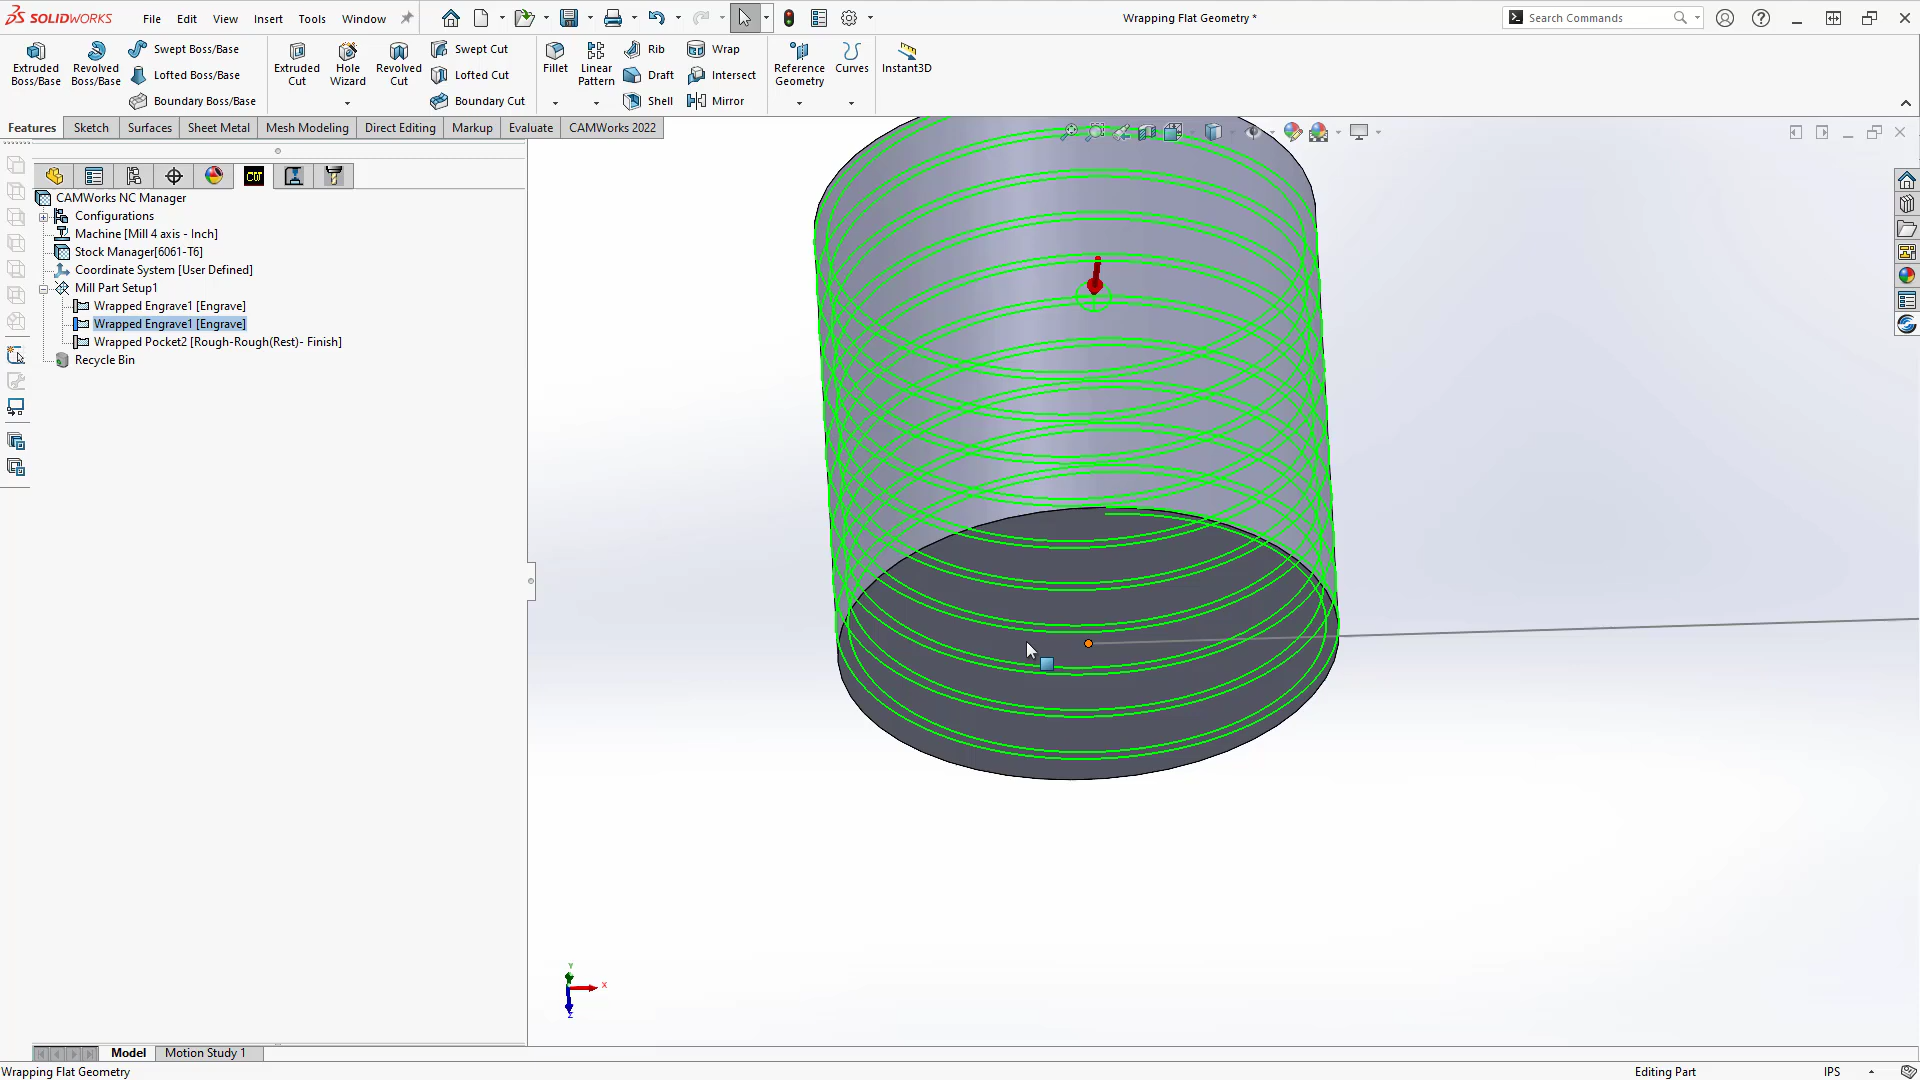 SOLIDWORKS File Edit View Insert Tools Window Wrapping Flat Geometry * Search Commands
Extruded Boss/Base
Revolved Boss/Base
Swept Boss/Base
Lofted Boss/Base
Boundary Boss/Base
Extruded Cut
Hole Wizard
Revolved Cut
Swept Cut
Lofted Cut
Boundary Cut
Fillet
Linear Pattern
Rib
Draft
Shell
Wrap
Intersect
Mirror
Reference Geometry
Curves
Instant3D
Features Sketch Surfaces Sheet Metal Mesh Modeling Direct Editing Markup Evaluate CAMWorks 2022
CW
CAMWorks NC Manager
Configurations
Machine [Mill 4 axis - Inch]
Stock Manager[6061-T6]
Coordinate System [User Defined]
Mill Part Setup1
Wrapped Engrave1 [Engrave]
Wrapped Engrave1 [Engrave]
Wrapped Pocket2 [Rough-Rough(Rest)- Finish]
Recycle Bin
Y
X
Z
Model Motion Study 1
Wrapping Flat Geometry Editing Part IPS